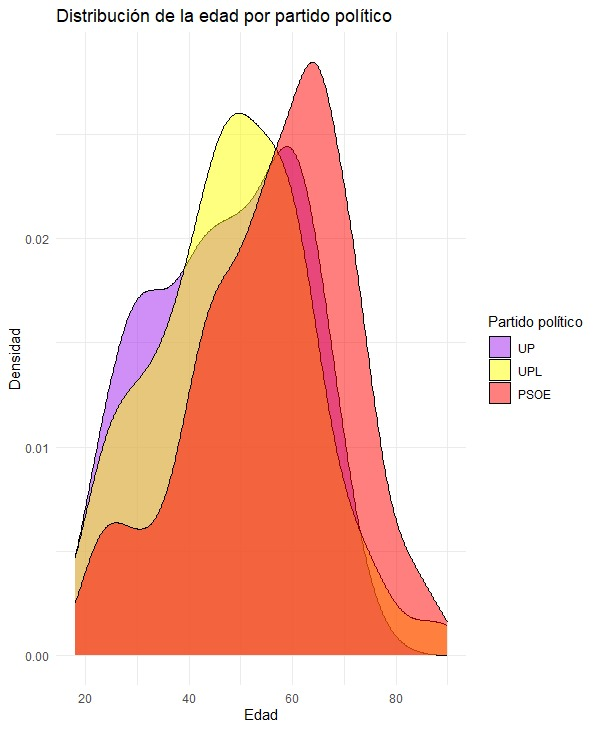 Distribución de la edad por partido político
Densidad
0.02
0.01
0.00
20 40 60 80
Edad
Partido político
UP
UPL
PSOE